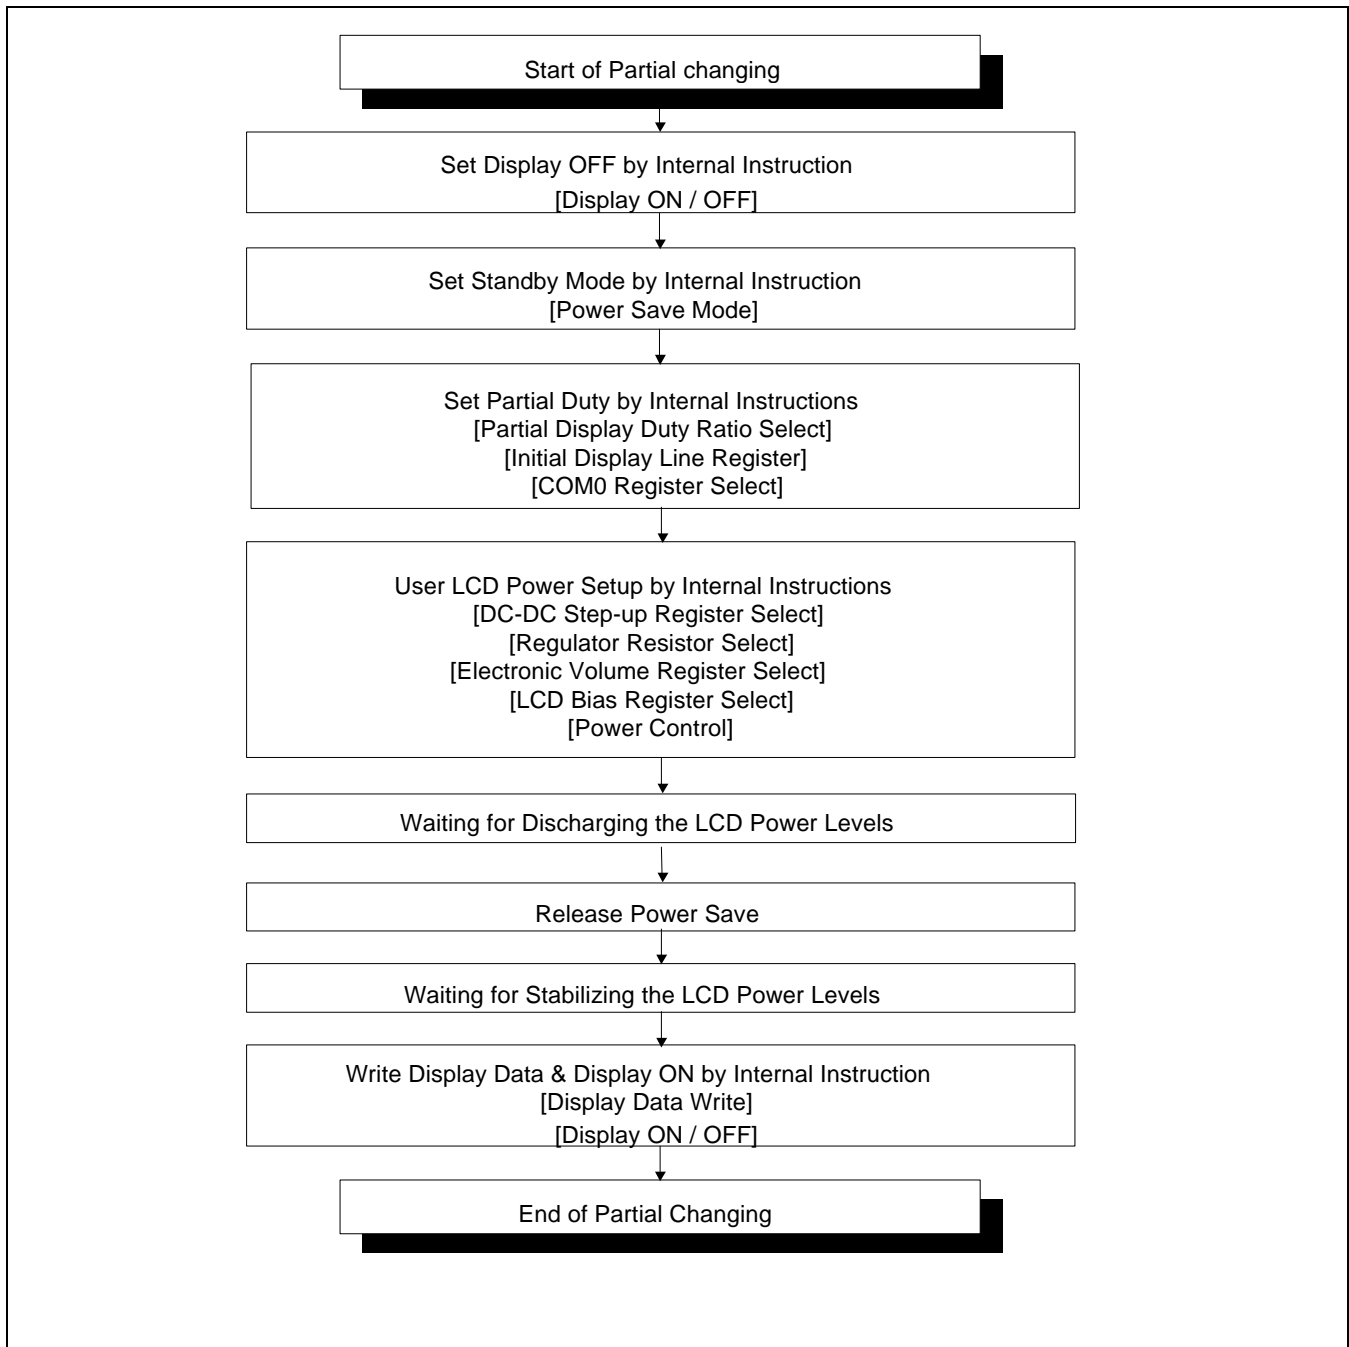 Start of Partial changing
Set Display OFF by Internal Instruction
[Display ON / OFF]
Set Standby Mode by Internal Instruction
[Power Save Mode]
Set Partial Duty by Internal Instructions
[Partial Display Duty Ratio Select]
[Initial Display Line Register]
[COM0 Register Select]
User LCD Power Setup by Internal Instructions
[DC-DC Step-up Register Select]
[Regulator Resistor Select]
[Electronic Volume Register Select]
[LCD Bias Register Select]
[Power Control]
Waiting for Discharging the LCD Power Levels
Release Power Save
Waiting for Stabilizing the LCD Power Levels
Write Display Data & Display ON by Internal Instruction
[Display Data Write]
[Display ON / OFF]
End of Partial Changing